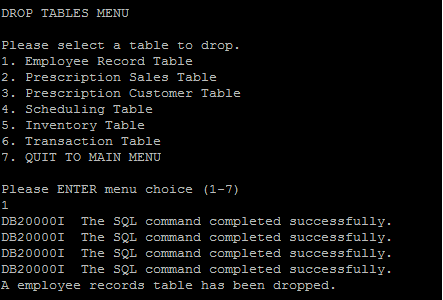 DROP TABLES MENU
Please select a table to drop.
1. Employee Record Table
2. Prescription Sales Table
3. Prescription Customer Table
4. Scheduling Table
5. Inventory Table
6. Transaction Table
7. QUIT TO MAIN MENU
Please ENTER menu choice (1-7)
1
DB20000I  The SQL command completed successfully.
DB20000I  The SQL command completed successfully.
DB20000I  The SQL command completed successfully.
DB20000I  The SQL command completed successfully.
A employee records table has been dropped.